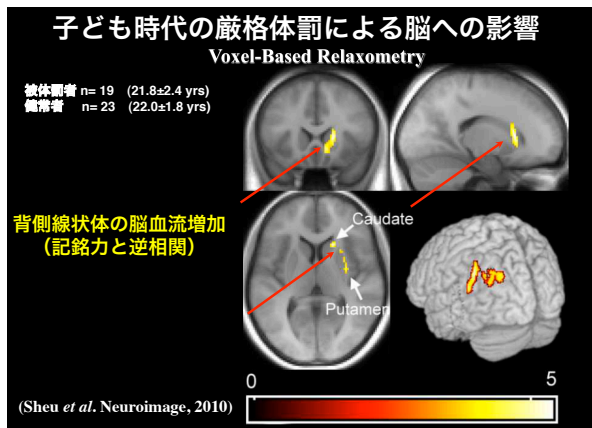 子ども時代の厳格体罰による脳への影響
Voxel-Based Relaxometry
被体罰者 n= 19 (21.8±2.4 yrs)
健常者 n= 23 (22.0±1.8 yrs)
背側線状体の脳血流増加
（記銘力と逆相関）
Caudate
Putamen
0 5
(Sheu et al. Neuroimage, 2010)